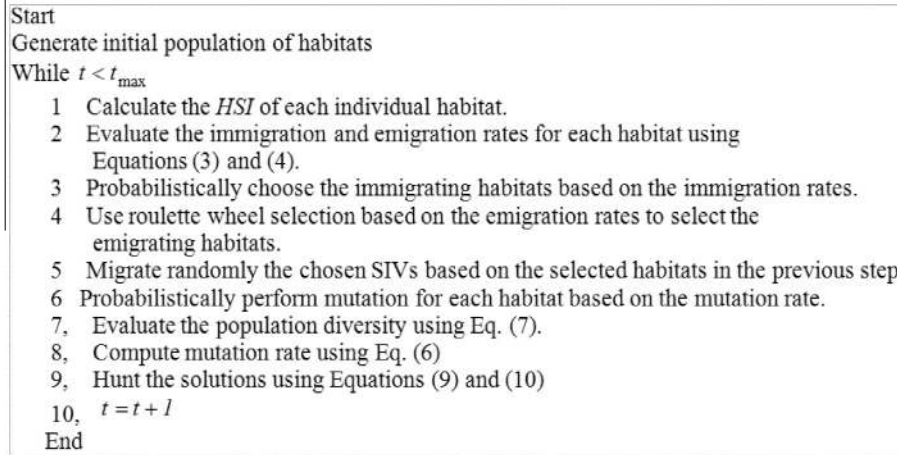 Start
Generate initial population of habitats
While t < t max
1 Calculate the HSI of each individual habitat.
2 Evaluate the immigration and emigration rates for each habitat using
Equations (3) and (4).
3 Probabilistically choose the immigrating habitats based on the immigration rates.
4 Use roulette wheel selection based on the emigration rates to select the
emigrating habitats.
5 Migrate randomly the chosen SIVs based on the selected habitats in the previous step
6 Probabilistically perform mutation for each habitat based on the mutation rate.
7, Evaluate the population diversity using Eq. (7).
8, Compute mutation rate using Eq. (6)
9, Hunt the solutions using Equations (9) and (10)
10, t = t + 1
End